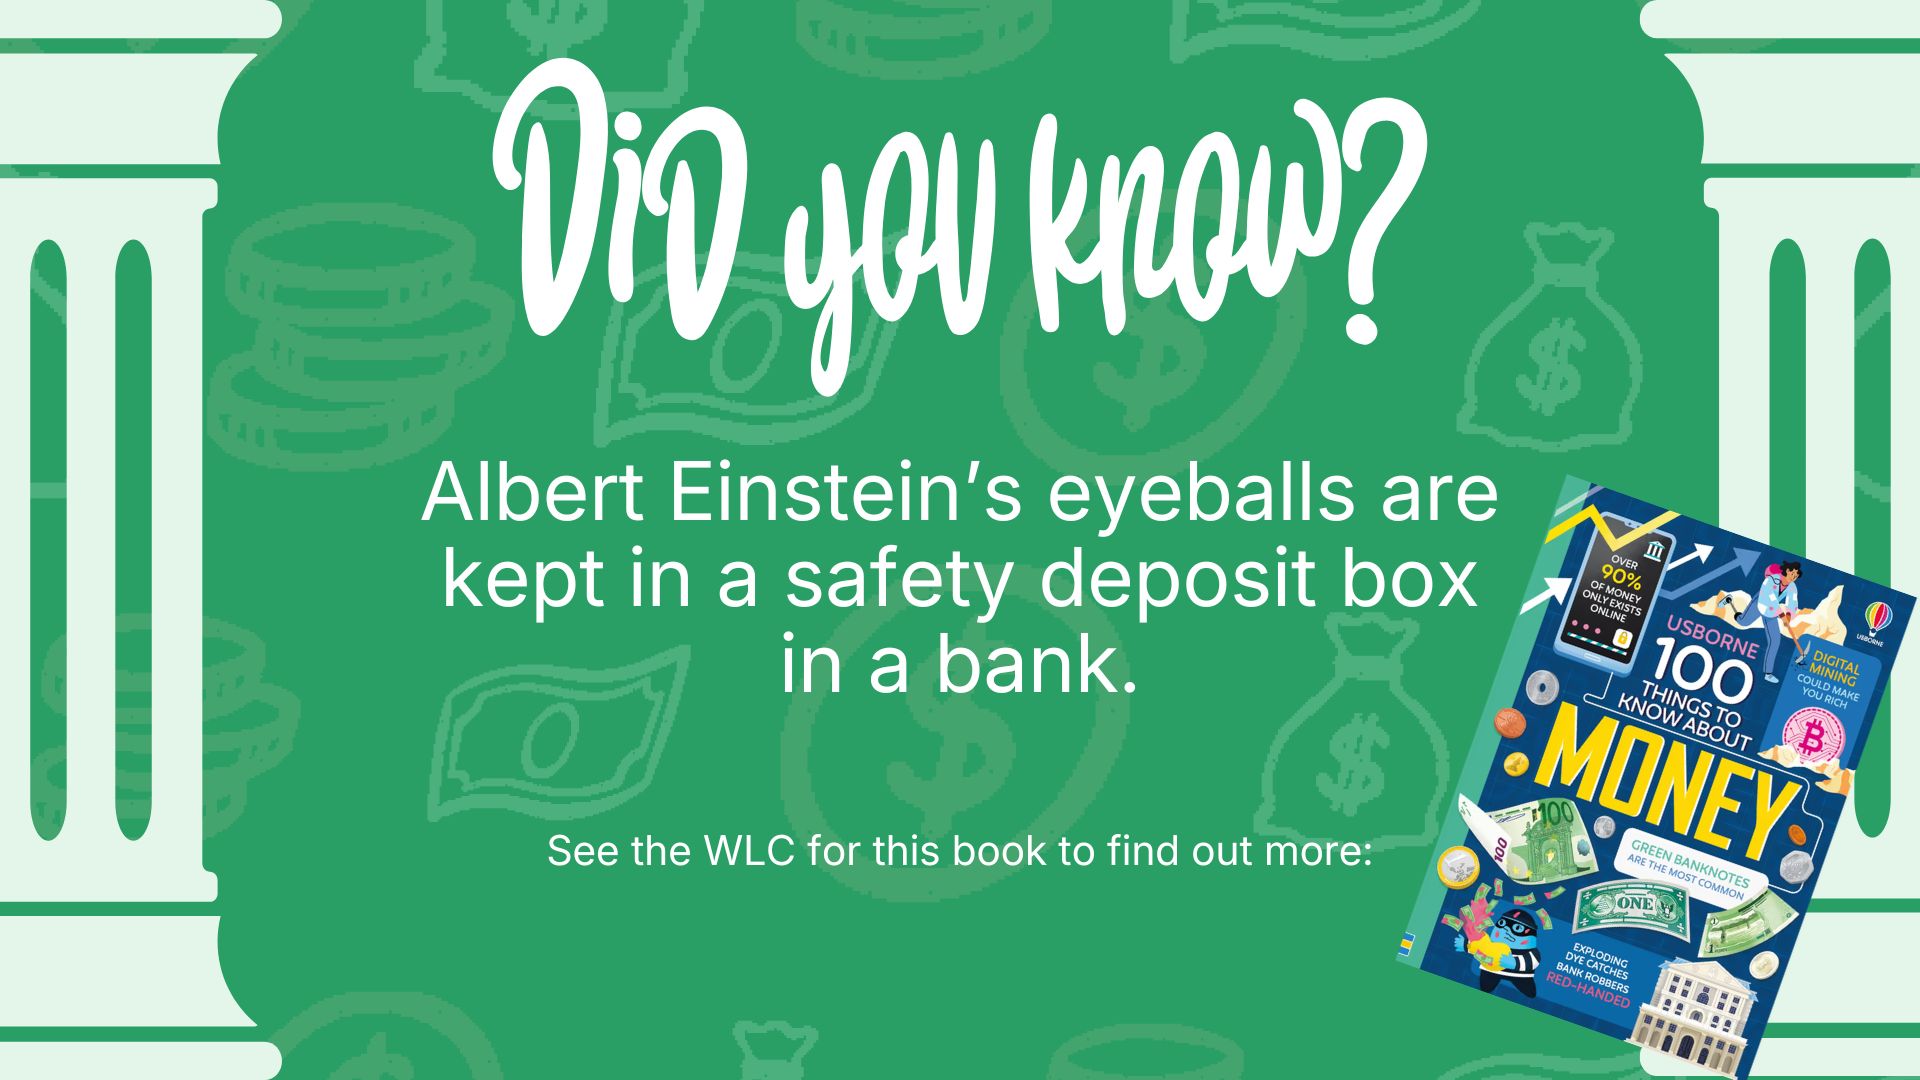 DiD you know?
Albert Einstein’s eyeballs are
kept in a safety deposit box
in a bank.
See the WLC for this book to find out more:
OVER
90%
OF MONEY
ONLY EXISTS
ONLINE
USBORNE
USBORNE
100
THINGS TO
KNOW ABOUT
MONEY
DIGITAL
MINING
COULD MAKE
YOU RICH
100
100
GREEN BANKNOTES
ARE THE MOST COMMON
ONE
EXPLODING
DYE CATCHES
BANK ROBBERS
RED-HANDED